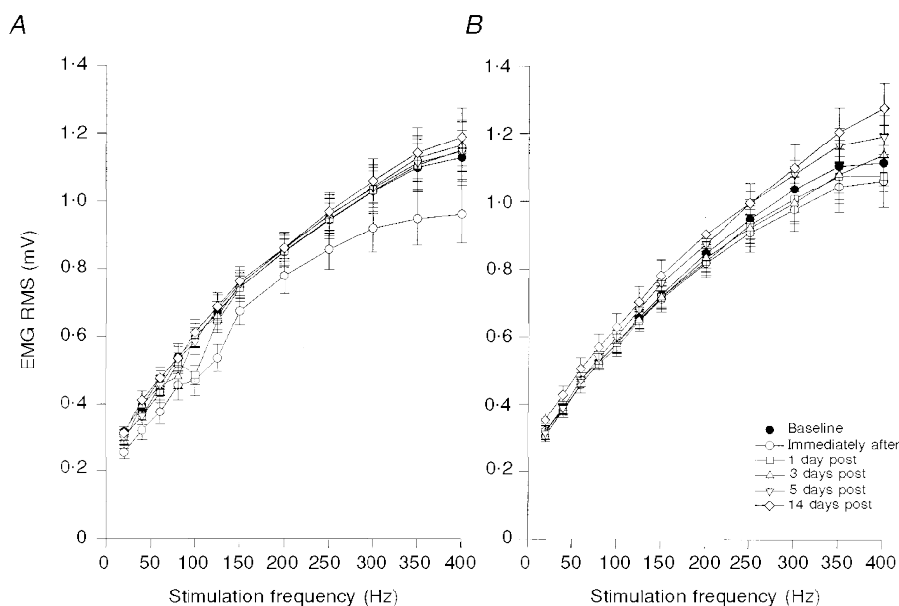 A
B
1·4
1·2
1·0
0·8
0·6
0·4
0·2
0
EMG RMS (mV)
0 50 100 150 200 250 300 350 400
Stimulation frequency (Hz)
1·4
1·2
1·0
0·8
0·6
0·4
0·2
0
0 50 100 150 200 250 300 350 400
Stimulation frequency (Hz)
Baseline
Immediately after
1 day post
3 days post
5 days post
14 days post